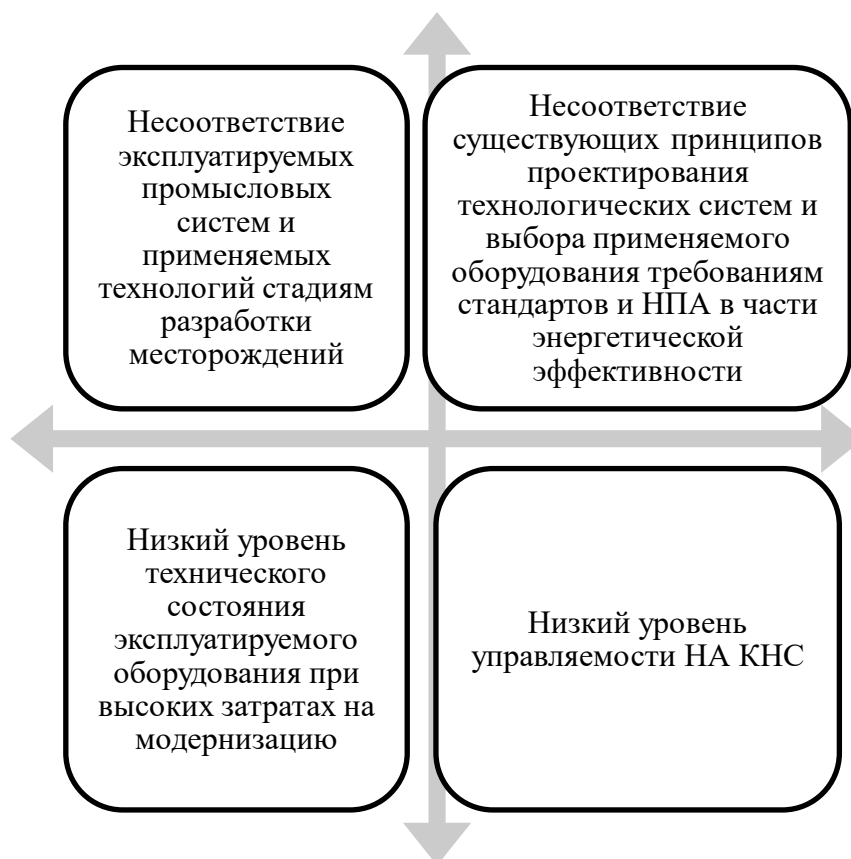 Несоответствие
эксплуатируемых
промысловых
систем и
применяемых
технологий стадиям
разработки
месторождений
Несоответствие
существующих принципов
проектирования
технологических систем и
выбора применяемого
оборудования требованиям
стандартов и НПА в части
энергетической
эффективности
Низкий уровень
технического
состояния
эксплуатируемого
оборудования при
высоких затратах на
модернизацию
Низкий уровень
управляемости НА КНС